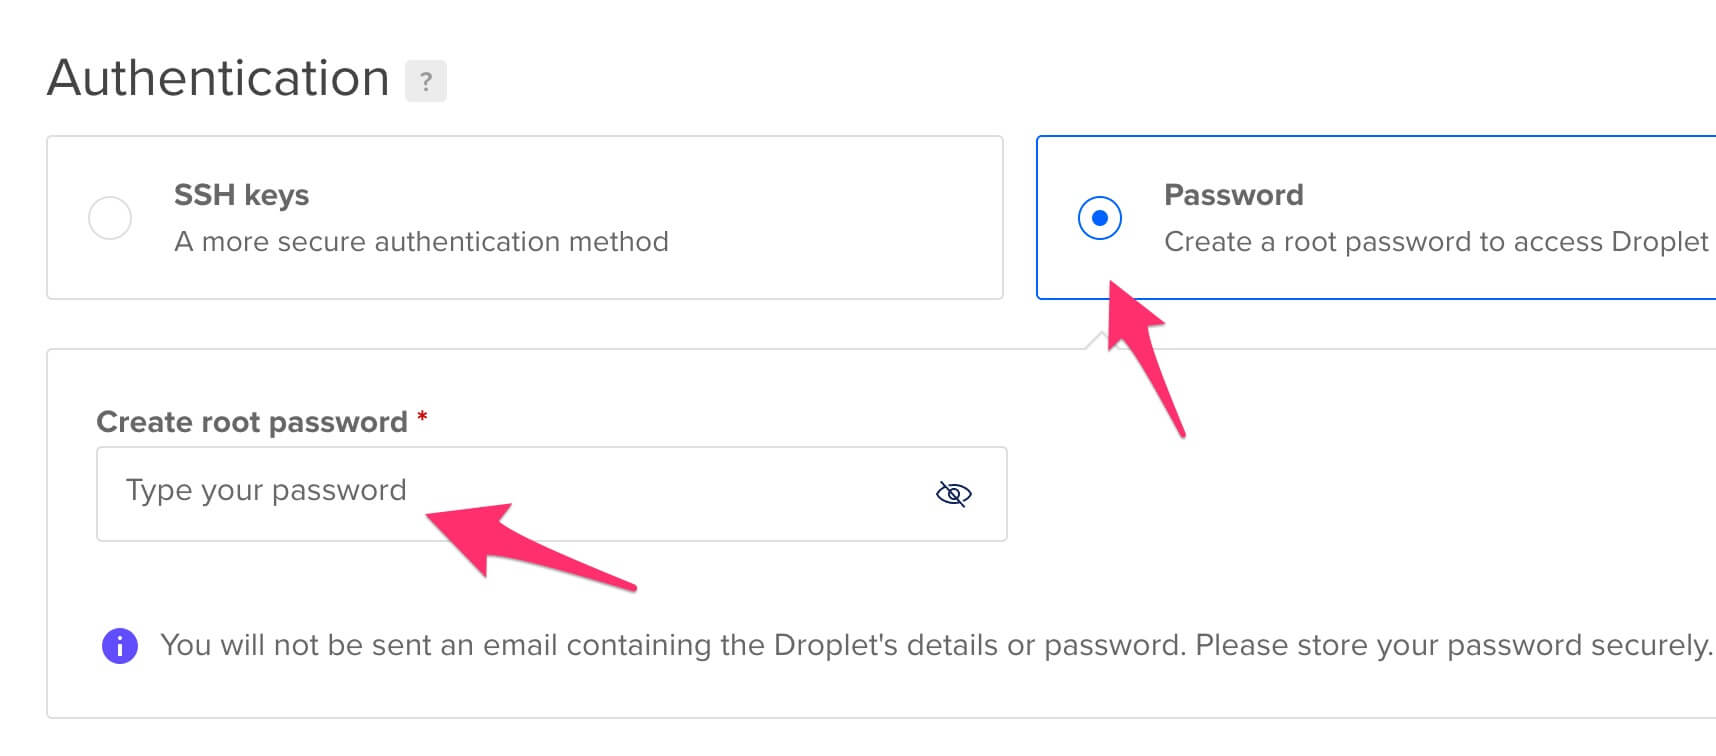 Authentication ?
SSH keys
A more secure authentication method
Password
Create a root password to access Droplet
Create root password *
Type your password
i You will not be sent an email containing the Droplet's details or password. Please store your password securely.